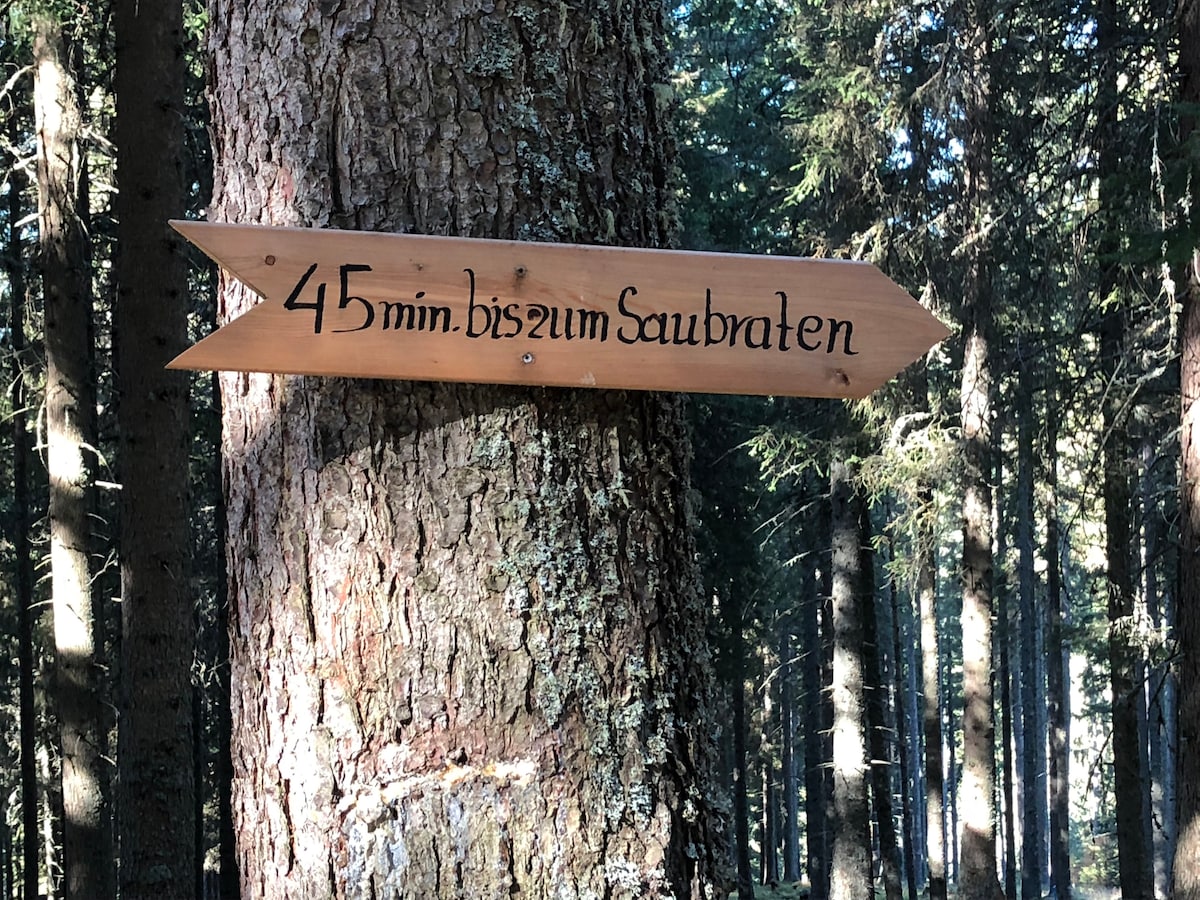 45 min. bis zum Saubraten